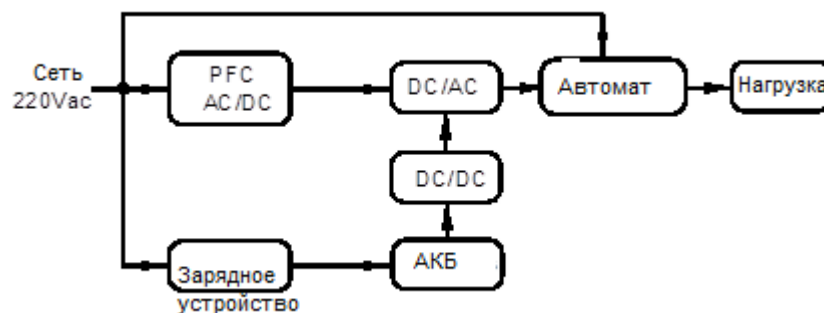 Сеть
220Vac
PFC
AC/DC
DC/AC
Автомат
Нагрузка
DC/DC
Зарядное
устройство
АКБ